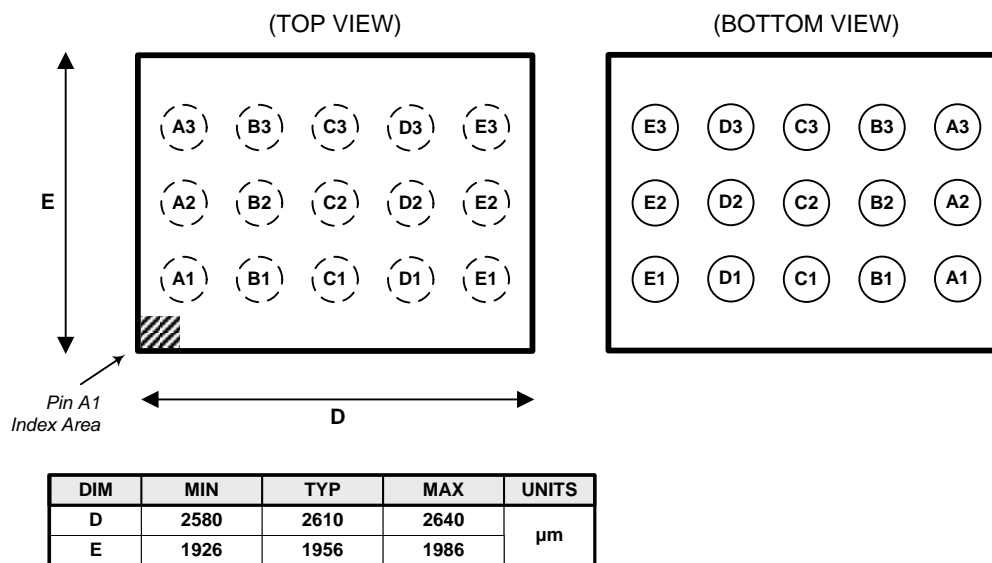 (TOP VIEW)
(BOTTOM VIEW)
A3 B3 C3 D3 E3
E3 D3 C3 B3 A3
E
A2 B2 C2 D2 E2
E2 D2 C2 B2 A2
A1 B1 C1 D1 E1
E1 D1 C1 B1 A1
Pin A1
Index Area
D
DIM MIN TYP MAX UNITS
D 2580 2610 2640 µm
E 1926 1956 1986